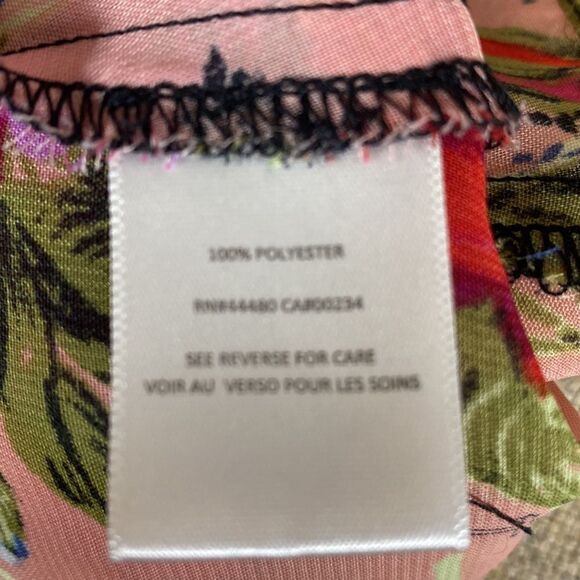 100% POLYESTER
RN#44480 CA#00234
SEE REVERSE FOR CARE
VOIR AU VERSO POUR LES SOINS